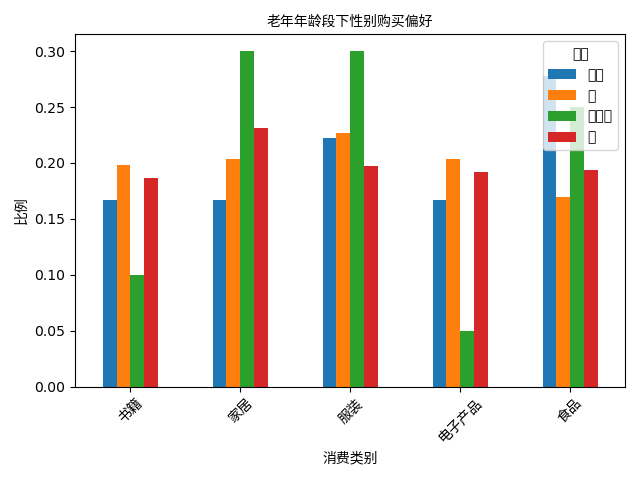 老年年龄段下性别购买偏好
0.30
0.25
0.20
0.15
0.10
0.05
0.00
比例
书籍
家居
服装
电子产品
食品
消费类别